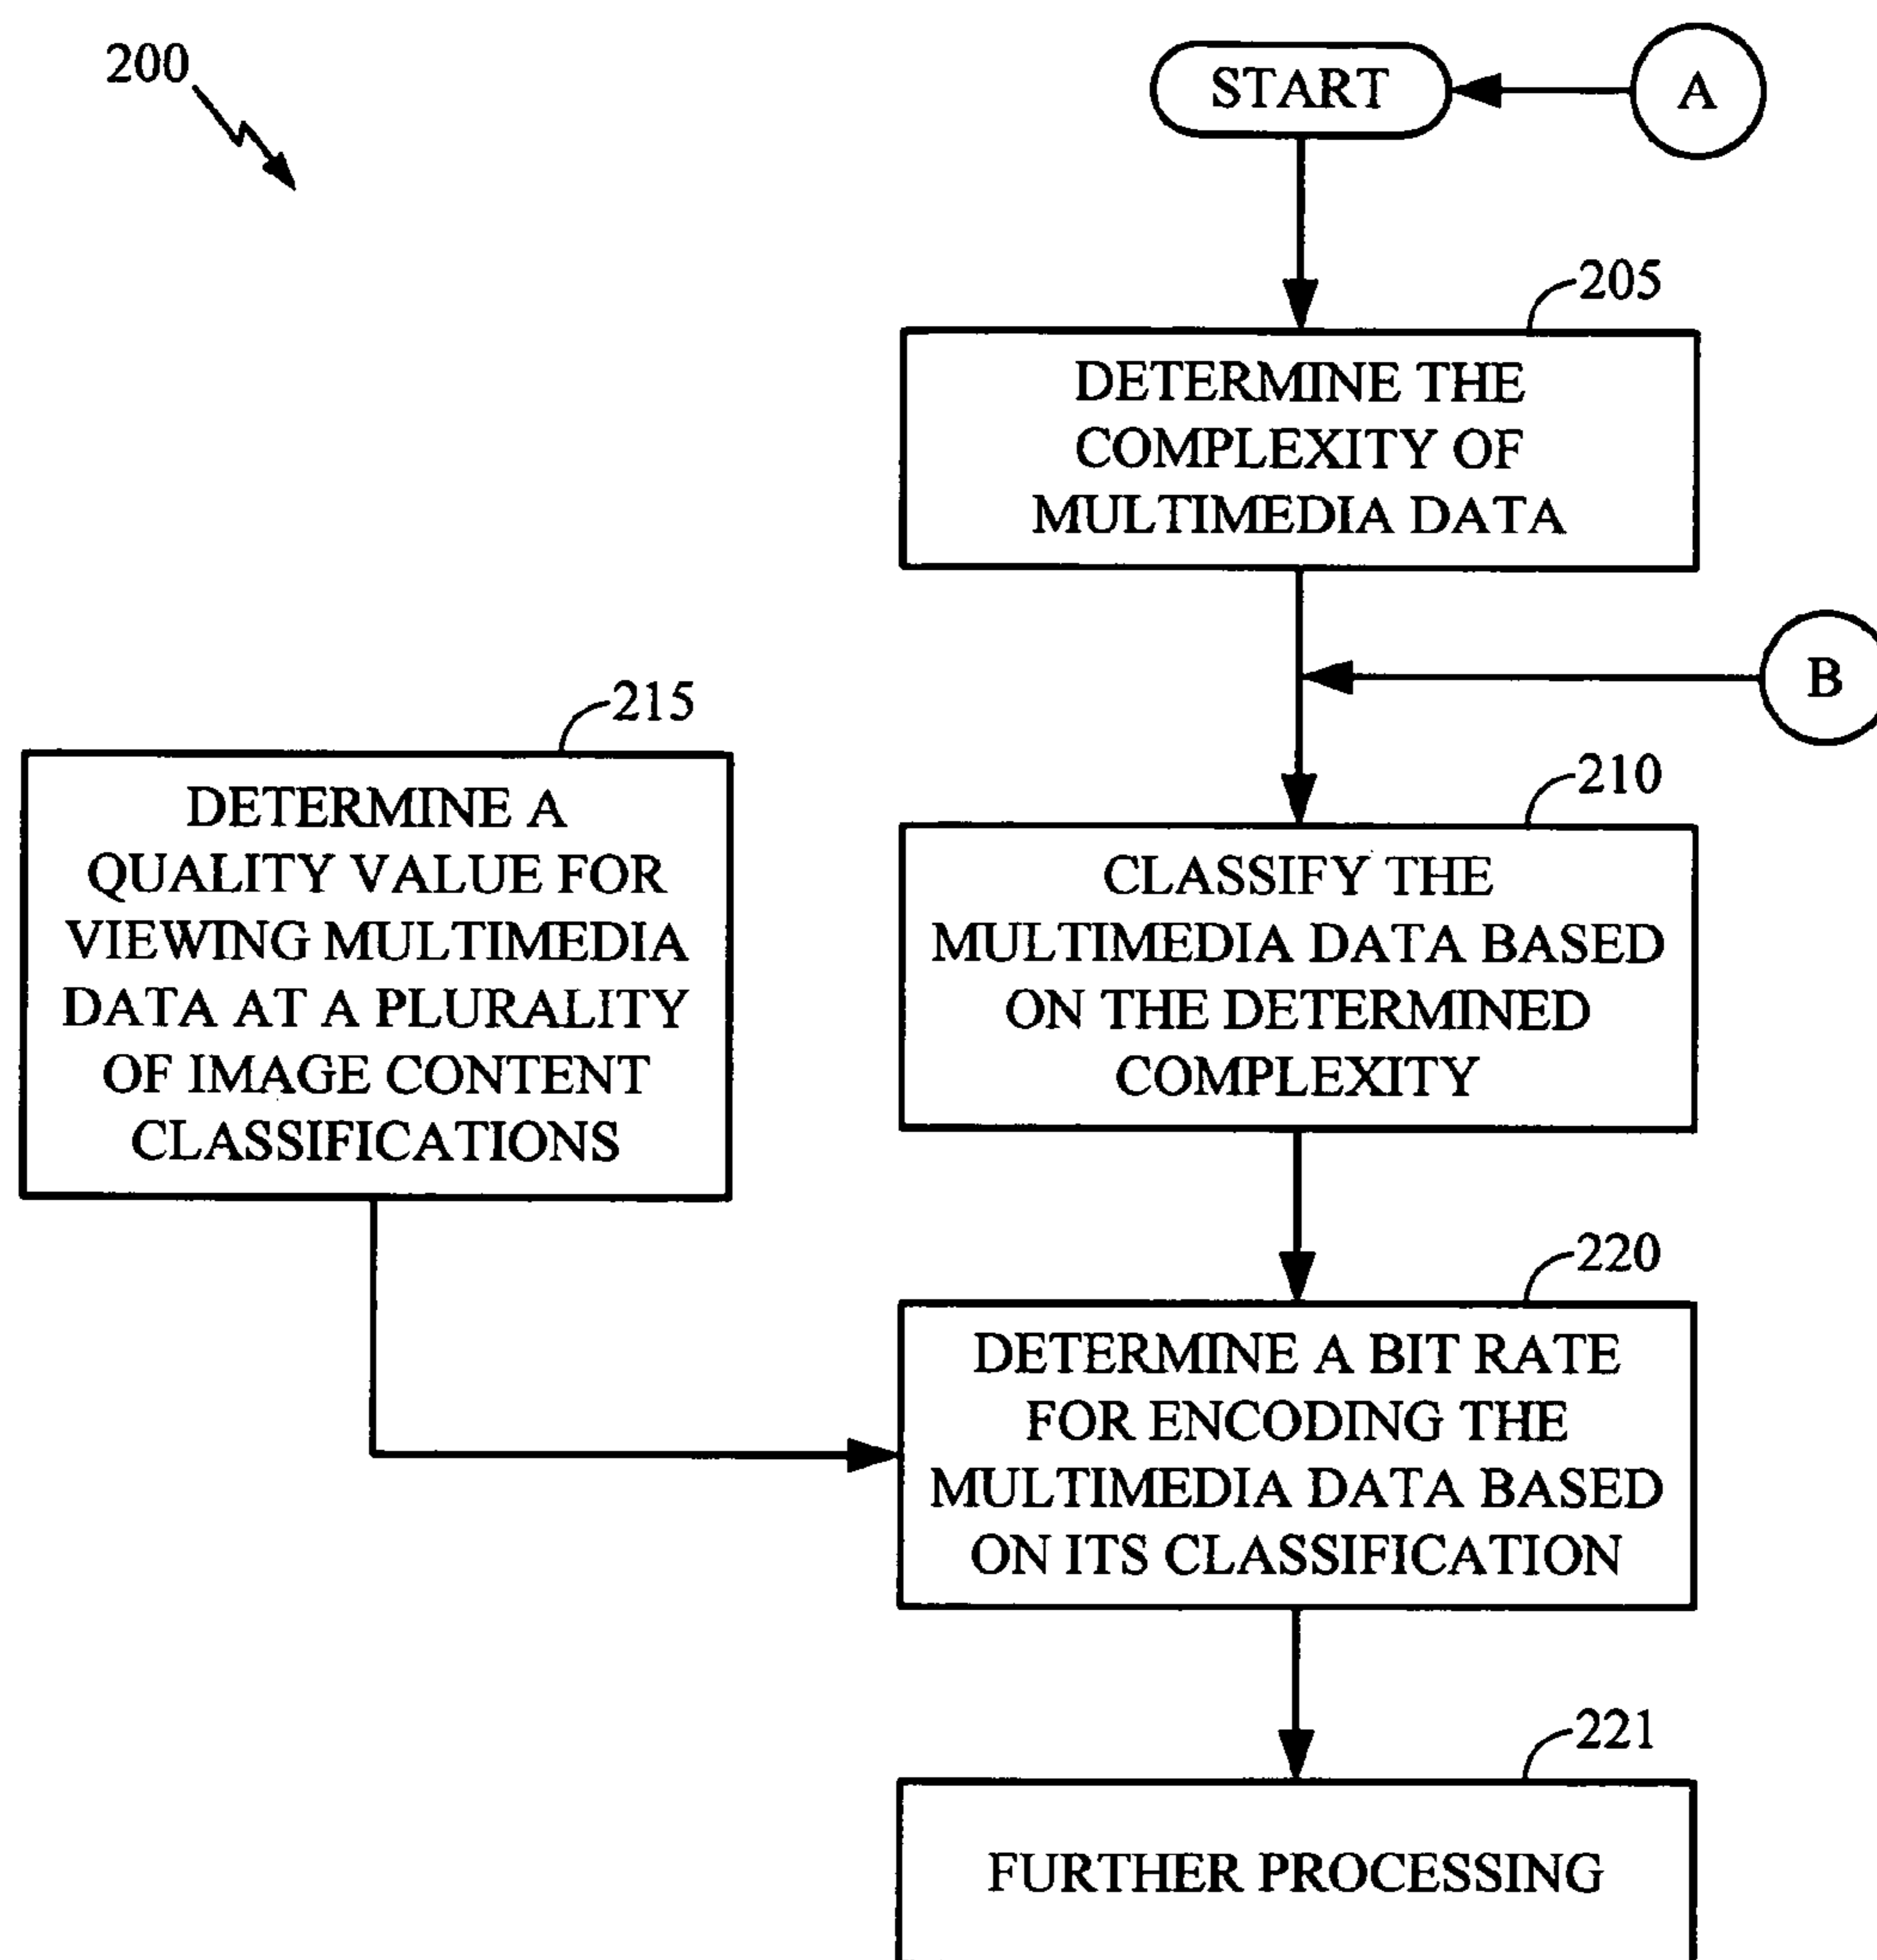 200
START
A
205
DETERMINE THE
COMPLEXITY OF
MULTIMEDIA DATA
B
215
DETERMINE A
QUALITY VALUE FOR
VIEWING MULTIMEDIA
DATA AT A PLURALITY
OF IMAGE CONTENT
CLASSIFICATIONS
210
CLASSIFY THE
MULTIMEDIA DATA BASED
ON THE DETERMINED
COMPLEXITY
220
DETERMINE A BIT RATE
FOR ENCODING THE
MULTIMEDIA DATA BASED
ON ITS CLASSIFICATION
221
FURTHER PROCESSING